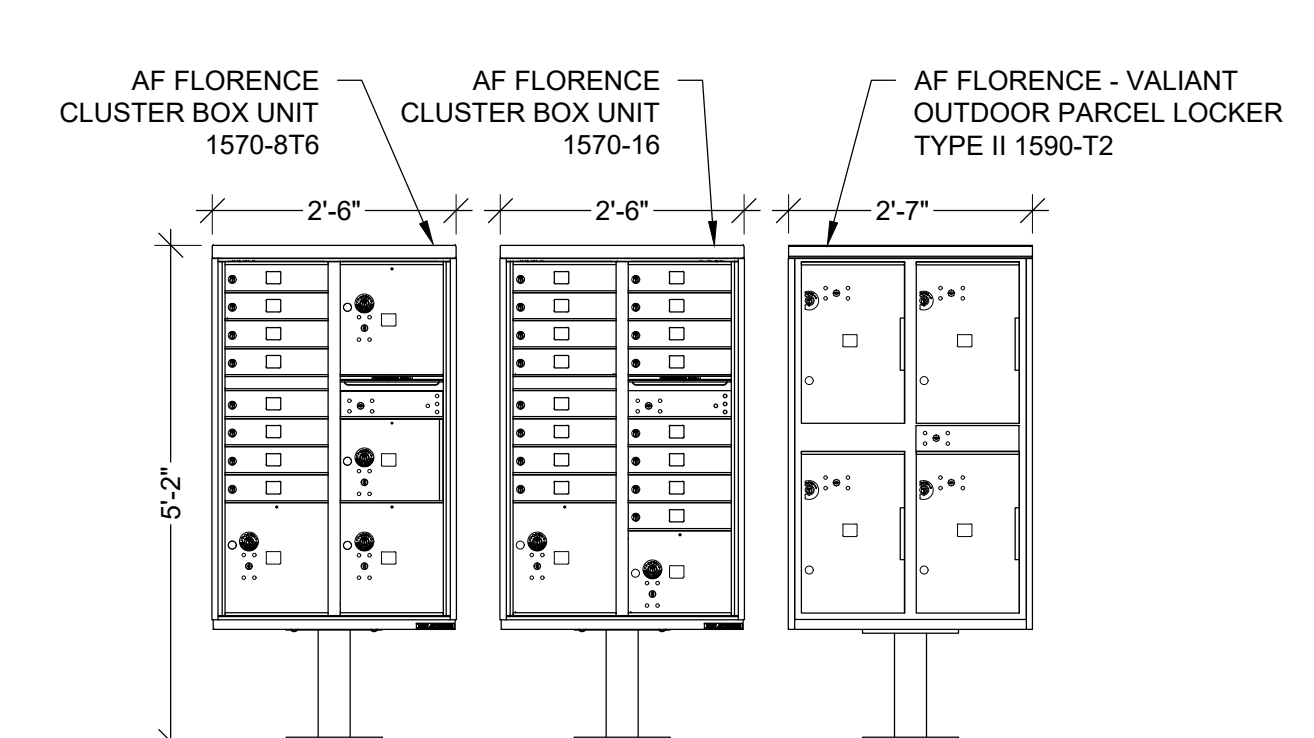 AF FLORENCE
CLUSTER BOX UNIT
1570-8T6
AF FLORENCE
CLUSTER BOX UNIT
1570-16
AF FLORENCE - VALIANT
OUTDOOR PARCEL LOCKER
TYPE II 1590-T2
2'-6"
2'-6"
2'-7"
5'-2"